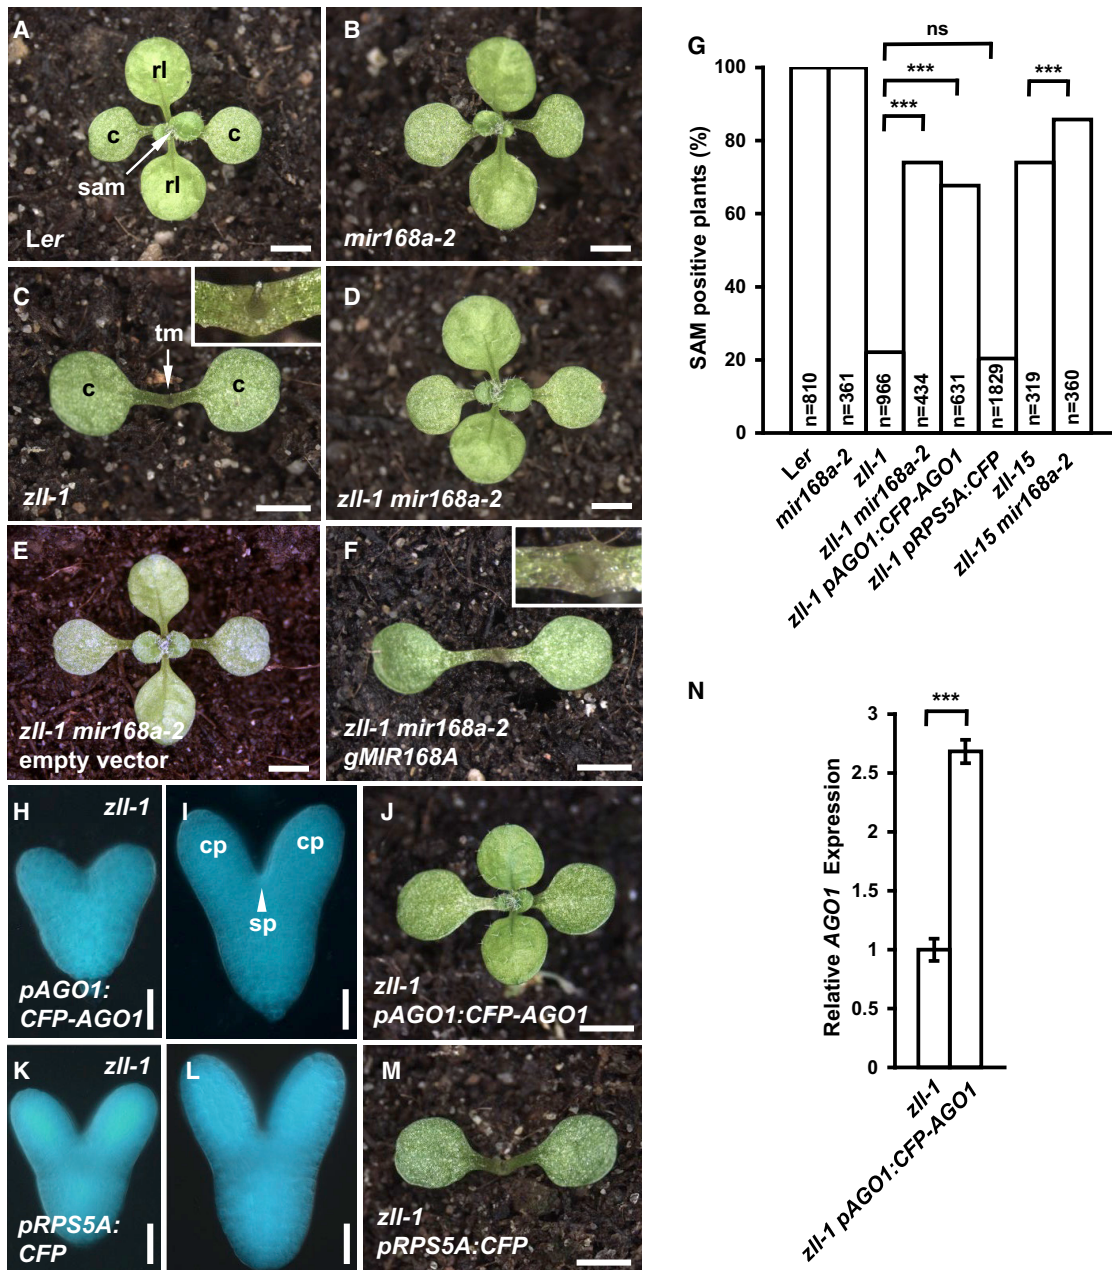 A
rl
c
c
sam
rl
Ler
B
mir168a-2
C
tm
c
c
zll-1
D
zll-1 mir168a-2
E
zll-1 mir168a-2
empty vector
F
zll-1 mir168a-2
gMIR168A
G
ns
***
***
***
SAM positive plants (%)
100
80
60
40
20
0
n=810
n=361
n=966
n=434
n=631
n=1829
n=319
n=360
Ler
mir168a-2
zll-1
zll-1 mir168a-2
zll-1 pAGO1:CFP-AGO1
zll-1 pRPS5A:CFP
zll-15
zll-15 mir168a-2
H
zll-1
pAGO1:
CFP-AGO1
I
cp
cp
sp
J
zll-1
pAGO1:CFP-AGO1
K
zll-1
pRPS5A:
CFP
L
M
zll-1
pRPS5A:CFP
N
***
Relative AGO1 Expression
3
2.5
2
1.5
1
0.5
0
zll-1
zll-1 pAGO1:CFP-AGO1